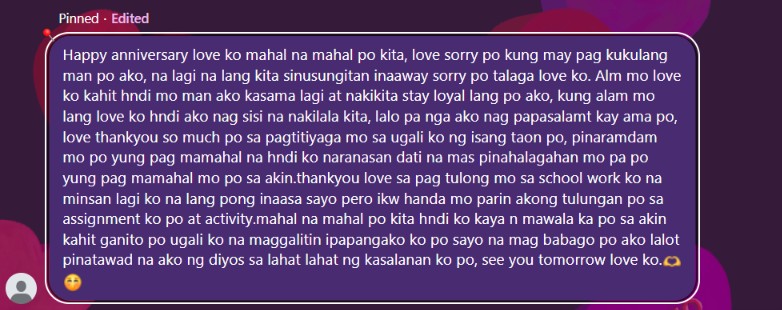 Pinned · Edited
Happy anniversary love ko mahal na mahal po kita, love sorry po kung may pag kukulang
man po ako, na lagi na lang kita sinusungitan inaaway sorry po talaga love ko. Alm mo love
ko kahit hndi mo man ako kasama lagi at nakikita stay loyal lang po ako, kung alam mo
lang love ko hndi ako nag sisi na nakilala kita, lalo pa nga ako nag papasalamt kay ama po,
love thankyou so much po sa pagtitiyaga mo sa ugali ko ng isang taon po, pinaramdam
mo po yung pag mamahal na hndi ko naranasan dati na mas pinahalagahan mo pa po
yung pag mamahal mo po sa akin.thankyou love sa pag tulong mo sa school work ko na
minsan lagi ko na lang pong inaasa sayo pero ikw handa mo parin akong tulungan po sa
assignment ko po at activity.mahal na mahal po kita hndi ko kaya n mawala ka po sa akin
kahit ganito po ugali ko na maggalitin ipapangako ko po sayo na mag babago po ako lalot
pinatawad na ako ng diyos sa lahat lahat ng kasalanan ko po, see you tomorrow love ko.🫶
😊